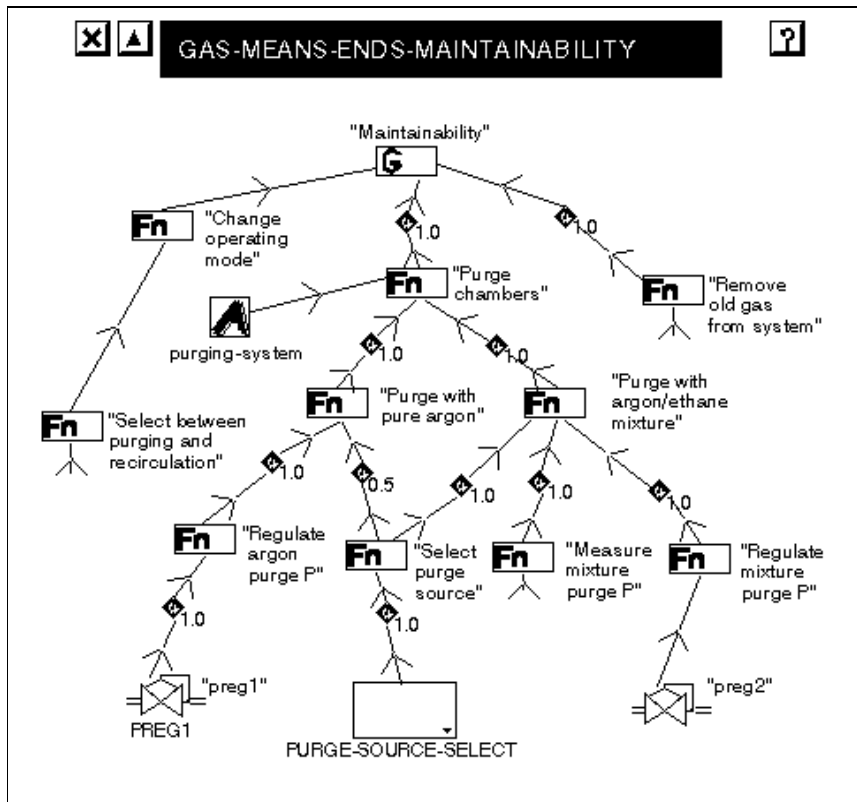 GAS-MEANS-ENDS-MAINTAINABILITY
?
"Maintainability"
G
Fn
"Change
operating
mode"
1.0
1.0
Fn
"Purge
chambers"
Fn
"Remove
old gas
from system"
A
purging-system
1.0
1.0
Fn
"Purge with
pure argon"
Fn
"Purge with
argon/ethane
mixture"
Fn
"Select between
purging and
recirculation"
1.0
0.5
1.0
1.0
1.0
Fn
"Regulate
argon
purge P"
Fn
"Select
purge
source"
Fn
"Measure
mixture
purge P"
Fn
"Regulate
mixture
purge P"
1.0
1.0
"preg1"
PREG1
PURGE-SOURCE-SELECT
"preg2"